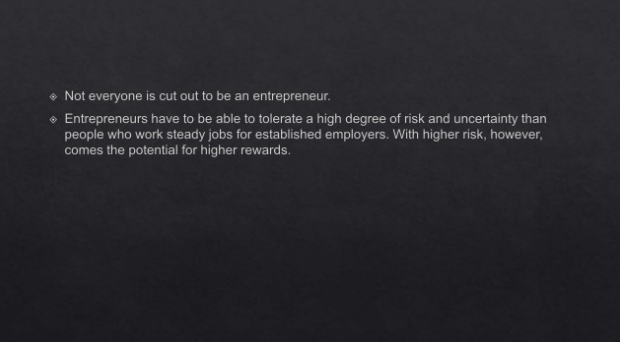 Not everyone is cut out to be an entrepreneur.
Entrepreneurs have to be able to tolerate a high degree of risk and uncertainty than
people who work steady jobs for established employers. With higher risk, however,
comes the potential for higher rewards.